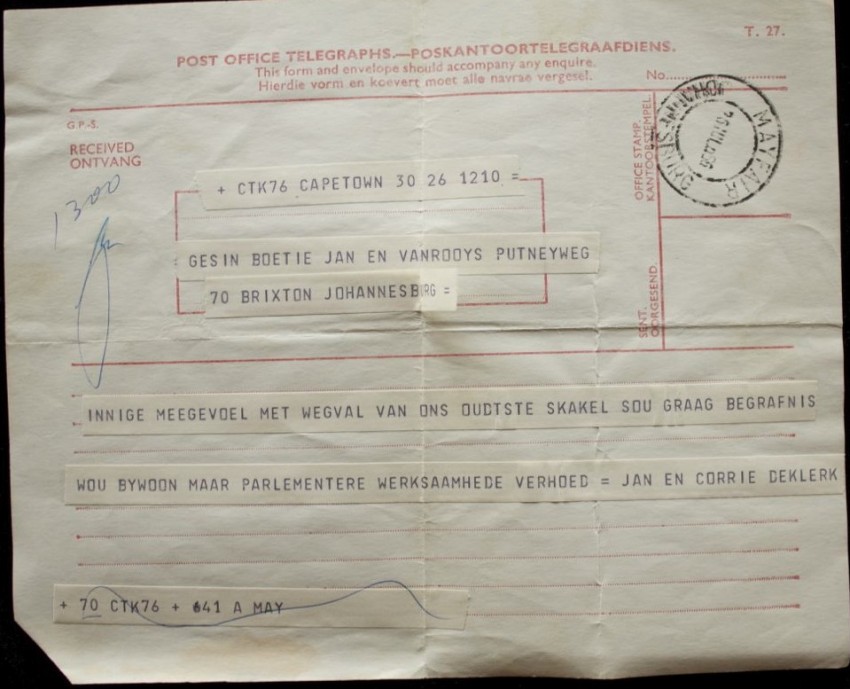 T. 27.
POST OFFICE TELEGRAPHS.—POSKANTOORTELEGRAAFDIENS.
This form and envelope should accompany any enquire.
Hierdie vorm en koevert moet alle navrae vergesel.
No.
G.P.-S.
RECEIVED
ONTVANG
1300
OFFICE STAMP.
KANTOORSTEMPEL.
MAYFAIR
+ CTK76 CAPETOWN 30 26 1210 =
GESIN BOETIE JAN EN VANROOYS PUTNEYWEG
70 BRIXTON JOHANNESBURG =
SENT.
OORGESEND.
INNIGE MEEGEVOEL MET WEGVAL VAN ONS OUDTSTE SKAKEL SOU GRAAG BEGRAFNIS
WOU BYWOON MAAR PARLEMENTERE WERKSAAMHEDE VERHOED = JAN EN CORRIE DEKLERK
+ 70 CTK76 + 641 A MAY